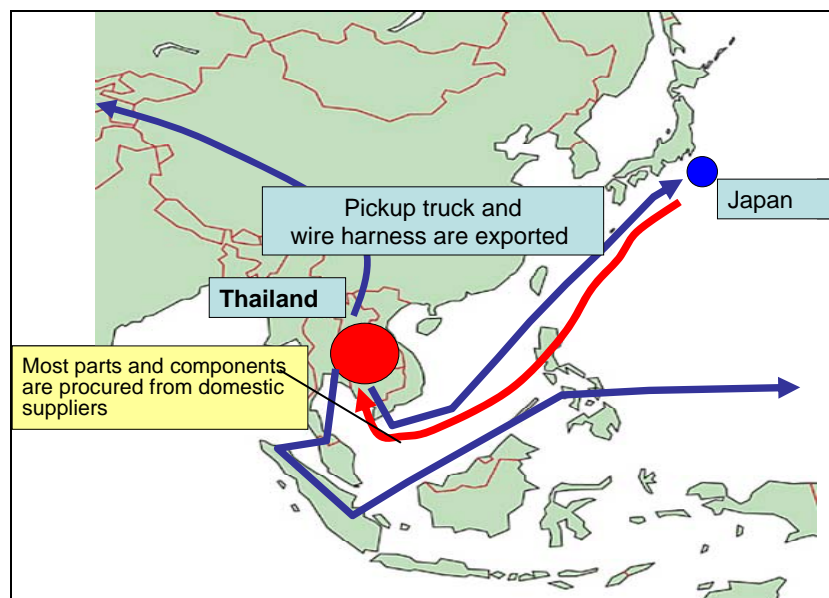 Pickup truck and
wire harness are exported
Japan
Thailand
Most parts and components
are procured from domestic
suppliers